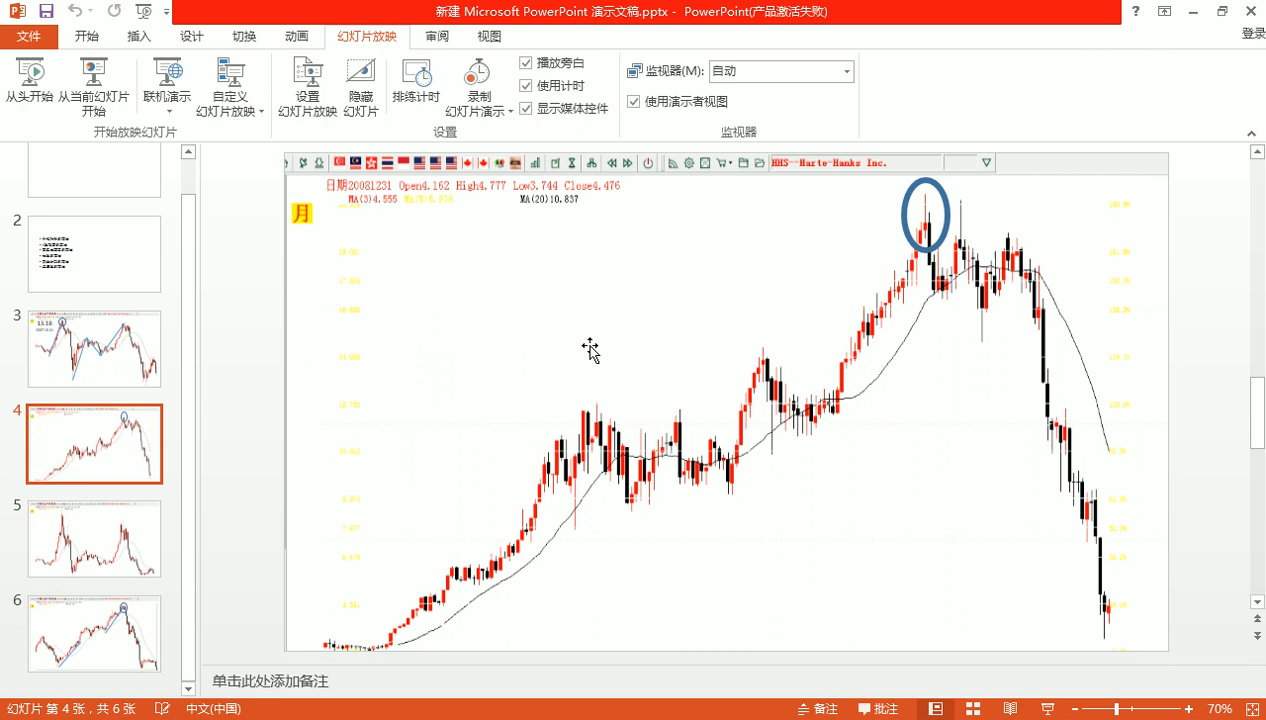 新建 Microsoft PowerPoint 演示文稿.pptx - PowerPoint(产品激活失败)
文件 开始 插入 设计 切换 动画 幻灯片放映 审阅 视图 登录
从头开始 从当前幻灯片开始 联机演示 自定义幻灯片放映 设置幻灯片放映 隐藏幻灯片 排练计时 录制幻灯片演示
播放旁白
使用计时
显示媒体控件
监视器(M): 自动
使用演示者视图
开始放映幻灯片 设置 监视器
HHS--Harte-Hanks Inc.
日期20081231 Open4.162 High4.777 Low3.744 Close4.476
MA(3)4.555 MA(20)10.837
月
2
3
11.18
4
5
6
单击此处添加备注
幻灯片 第 4 张，共 6 张 中文(中国) 备注 批注 70%